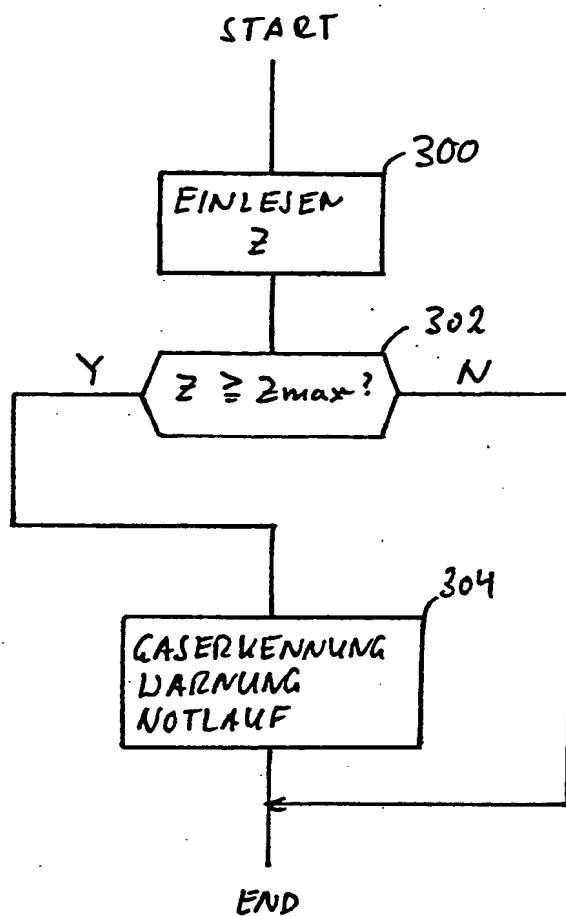 START
300
EINLESEN
Z
302
Y
Z ≥ Zmax?
N
304
GASERKENNUNG
WARNUNG
NOTLAUF
END